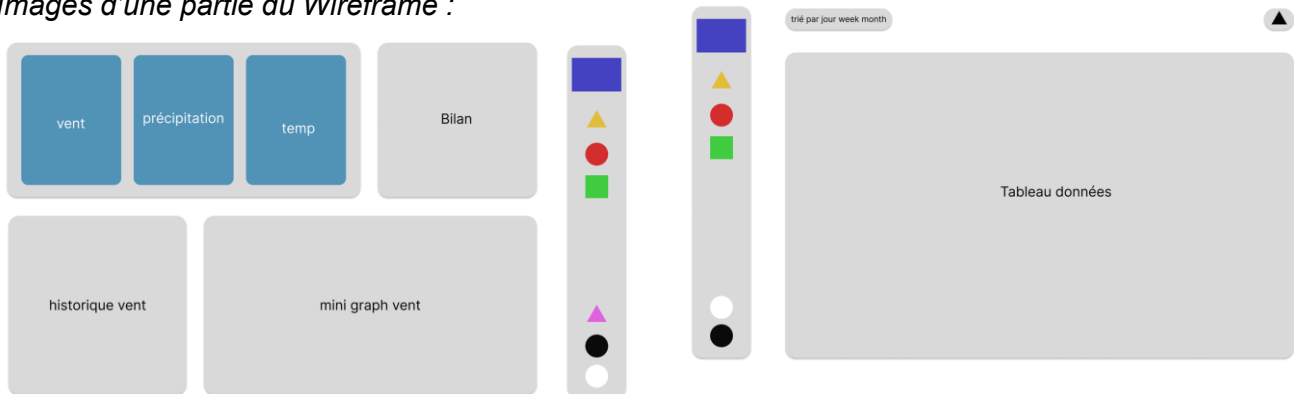 images d'une partie du Wireframe :
trié par jour week month
vent
précipitation
temp
Bilan
Tableau données
historique vent
mini graph vent